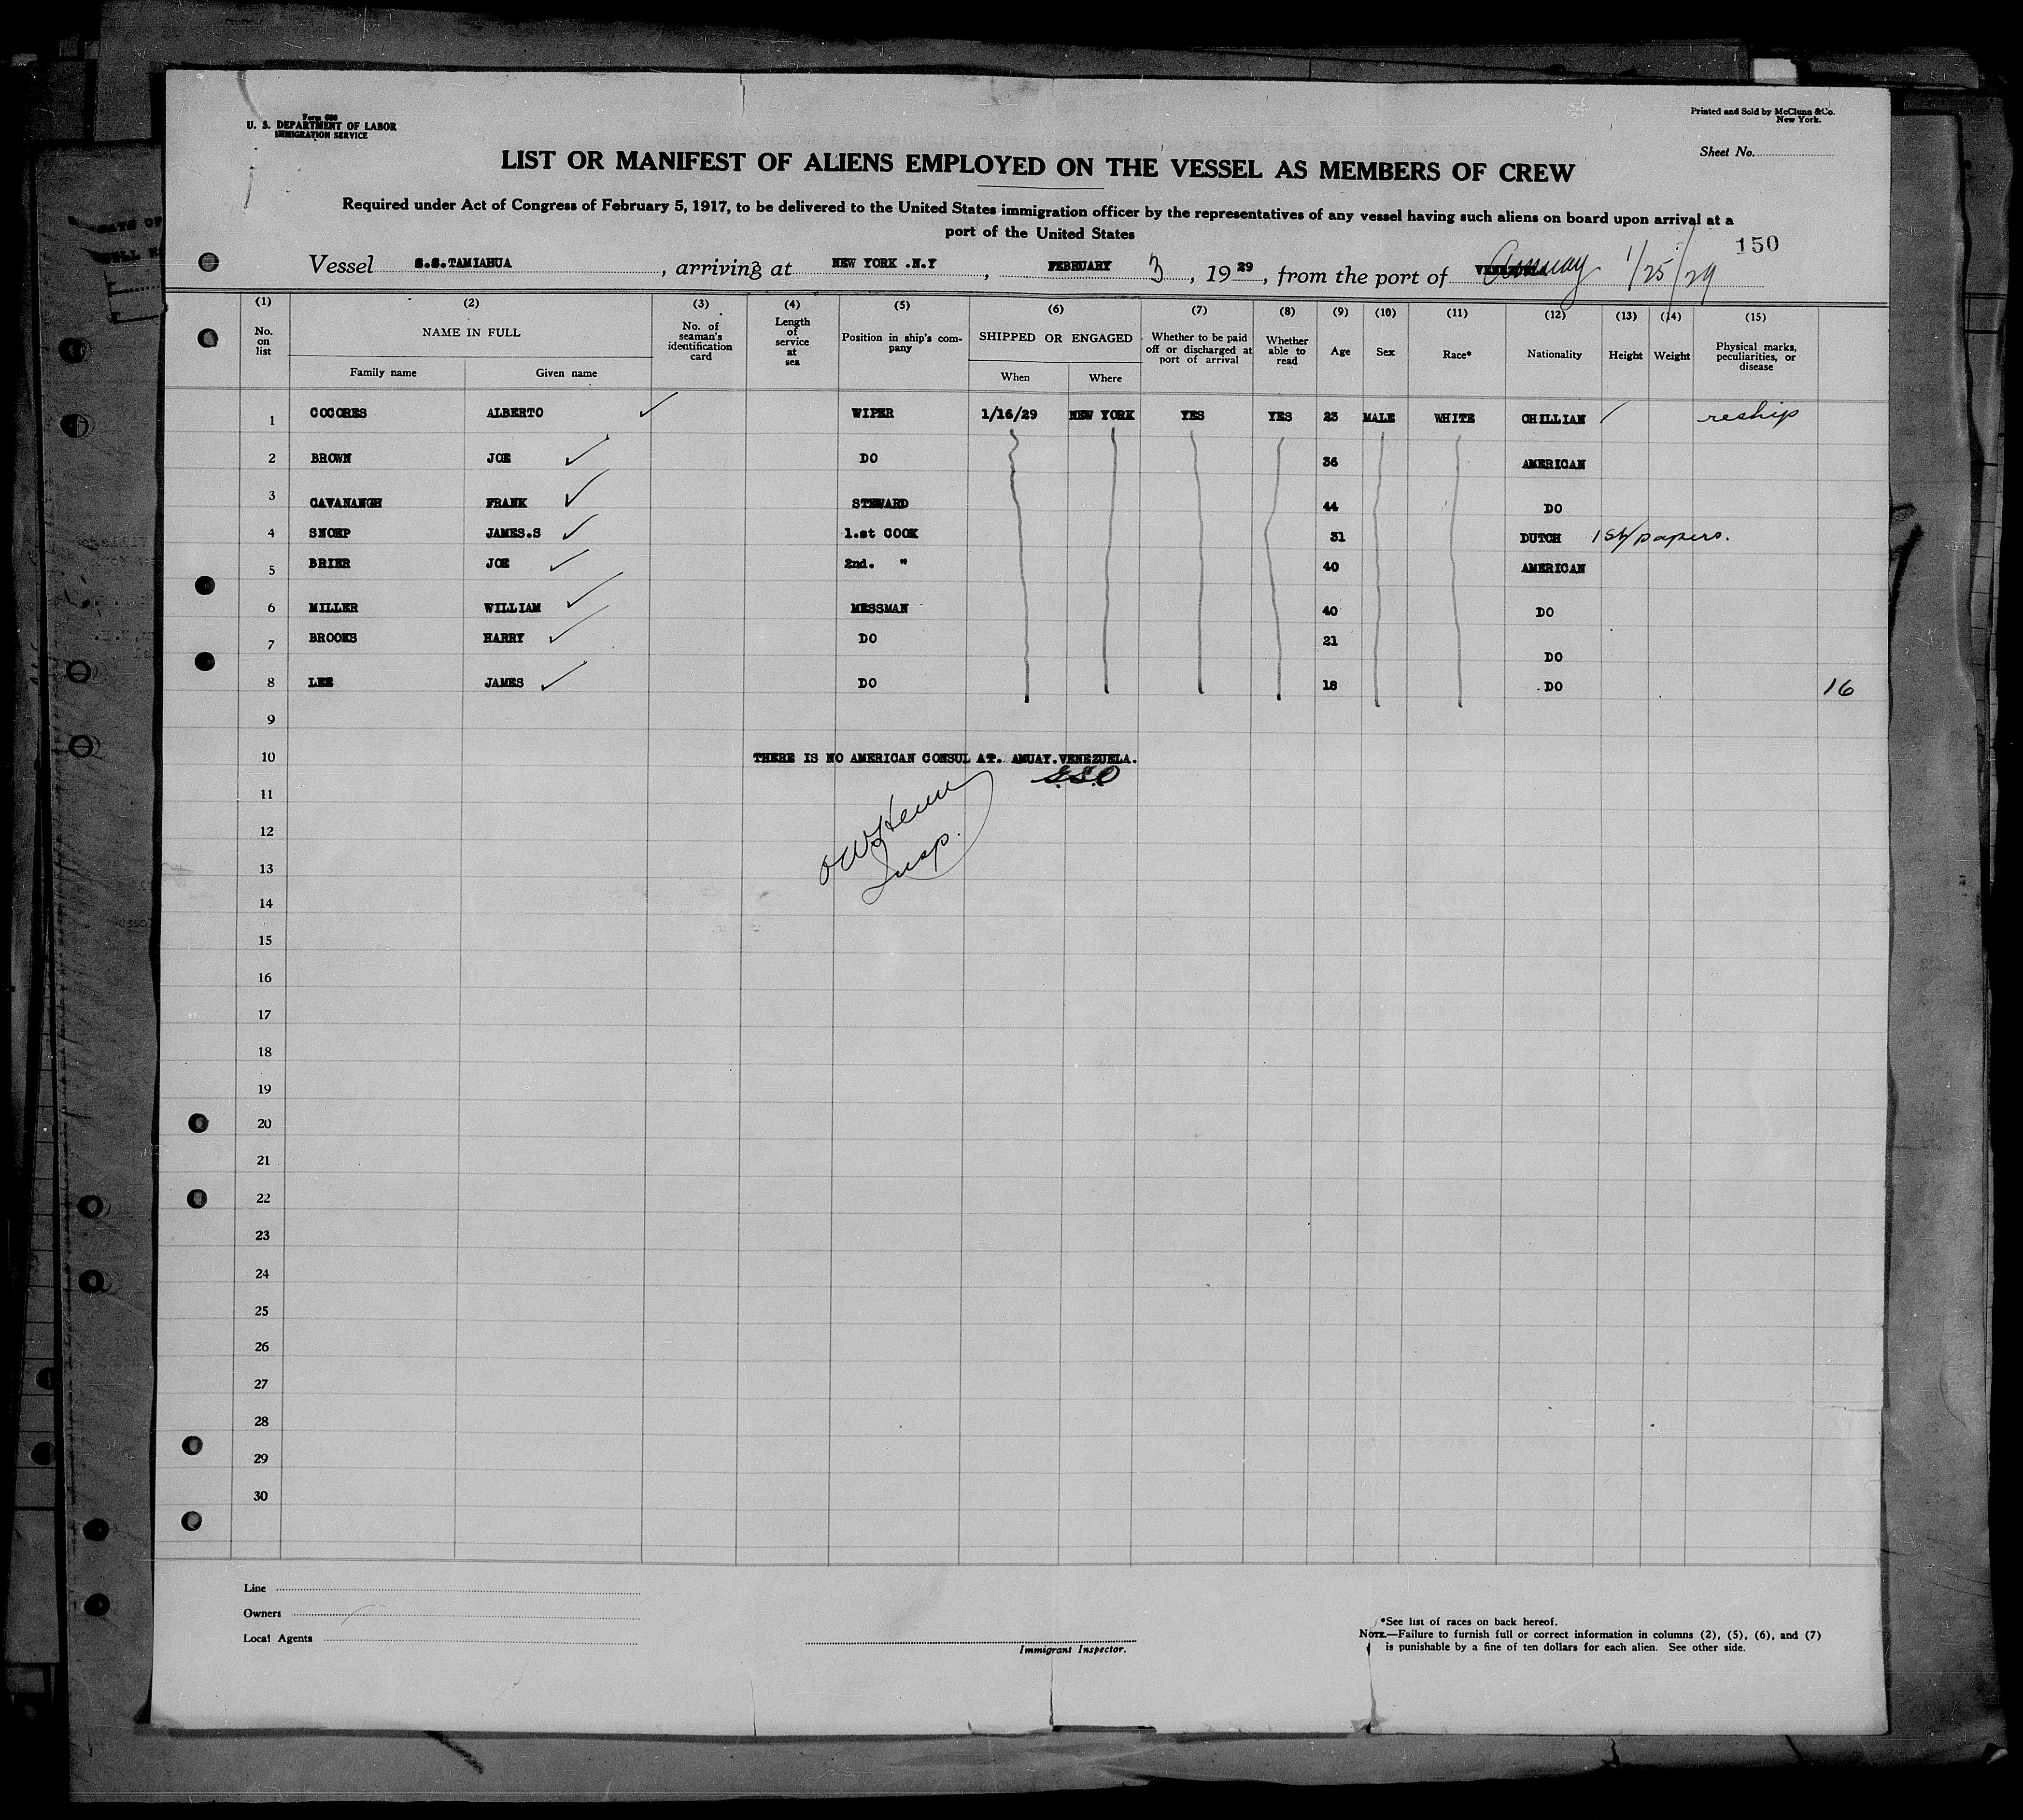 Form 680
U. S. DEPARTMENT OF LABOR
IMMIGRATION SERVICE
Printed and Sold by McClunn & Co.
New York.
Sheet No.
LIST OR MANIFEST OF ALIENS EMPLOYED ON THE VESSEL AS MEMBERS OF CREW
Required under Act of Congress of February 5, 1917, to be delivered to the United States immigration officer by the representatives of any vessel having such aliens on board upon arrival at a
port of the United States
150
Vessel S.S.TAMIAHUA, arriving at NEW YORK .N.Y, FEBRUARY 3, 1929, from the port of Amuay 1/25/29
(1) (2) (3) (4) (5) (6) (7) (8) (9) (10) (11) (12) (13) (14) (15)
No. on list NAME IN FULL No. of seaman's identification card Length of service at sea Position in ship's company SHIPPED OR ENGAGED Whether to be paid off or discharged at port of arrival Whether able to read Age Sex Race* Nationality Height Weight Physical marks, peculiarities, or disease
Family name Given name When Where
1 COCORES ALBERTO ✓ WIPER 1/16/29 NEW YORK YES YES 23 MALE WHITE CHILLIAN reship
2 BROWN JOE ✓ DO 36 AMERICAN
3 CAVANANGH FRANK ✓ STEWARD 44 DO
4 SNOEP JAMES.S ✓ 1.st COOK 31 DUTCH 1st papers.
5 BRIER JOE ✓ 2nd. " 40 AMERICAN
6 MILLER WILLIAM ✓ MESSMAN 40 DO
7 BROOKS HARRY ✓ DO 21 DO
8 LEE JAMES ✓ DO 18 DO 16
9
10 THERE IS NO AMERICAN CONSUL AT. AMUAY.VENEZUELA.
11
12
13 Insp.
14
15
16
17
18
19
20
21
22
23
24
25
26
27
28
29
30
Line
Owners
Local Agents
Immigrant Inspector.
*See list of races on back hereof.
NOTE.—Failure to furnish full or correct information in columns (2), (5), (6), and (7)
is punishable by a fine of ten dollars for each alien. See other side.